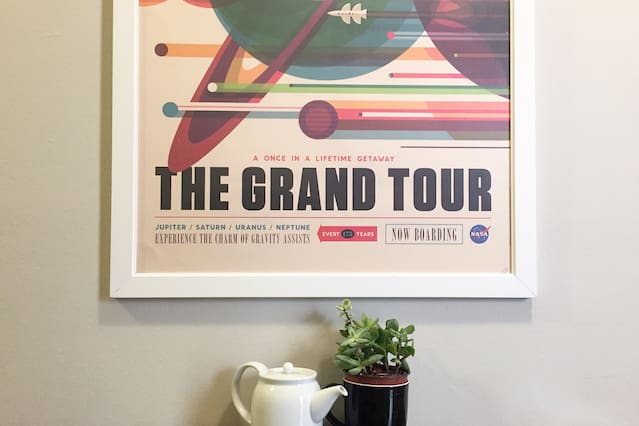 A ONCE IN A LIFETIME GETAWAY
THE GRAND TOUR
JUPITER / SATURN / URANUS / NEPTUNE
EXPERIENCE THE CHARM OF GRAVITY ASSISTS
EVERY 175 YEARS
NOW BOARDING
NASA